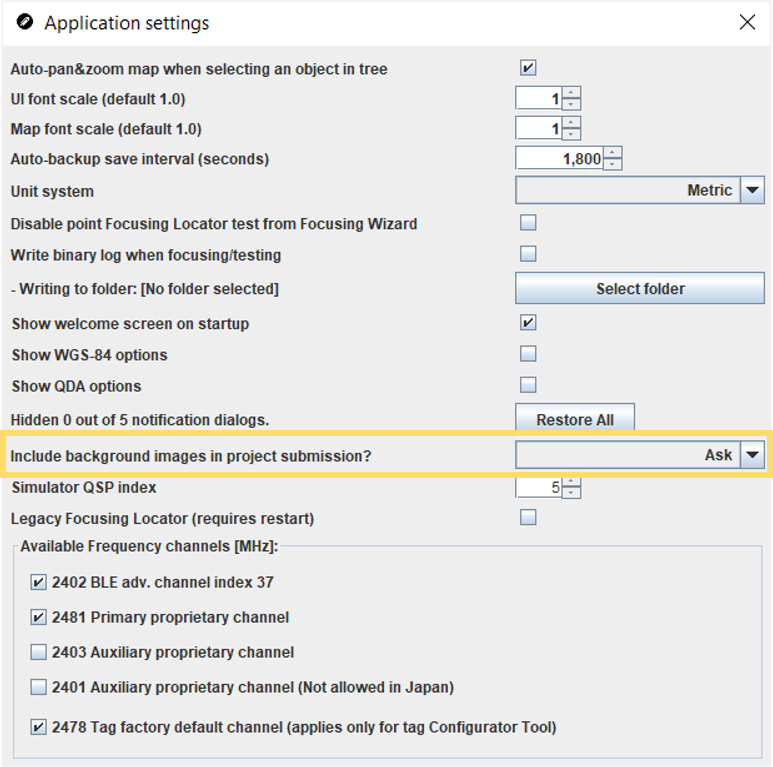 Application settings
Auto-pan&zoom map when selecting an object in tree
UI font scale (default 1.0) 1
Map font scale (default 1.0) 1
Auto-backup save interval (seconds) 1,800
Unit system Metric
Disable point Focusing Locator test from Focusing Wizard
Write binary log when focusing/testing
- Writing to folder: [No folder selected] Select folder
Show welcome screen on startup
Show WGS-84 options
Show QDA options
Hidden 0 out of 5 notification dialogs. Restore All
Include background images in project submission? Ask
Simulator QSP index 5
Legacy Focusing Locator (requires restart)
Available Frequency channels [MHz]:
2402 BLE adv. channel index 37
2481 Primary proprietary channel
2403 Auxiliary proprietary channel
2401 Auxiliary proprietary channel (Not allowed in Japan)
2478 Tag factory default channel (applies only for tag Configurator Tool)